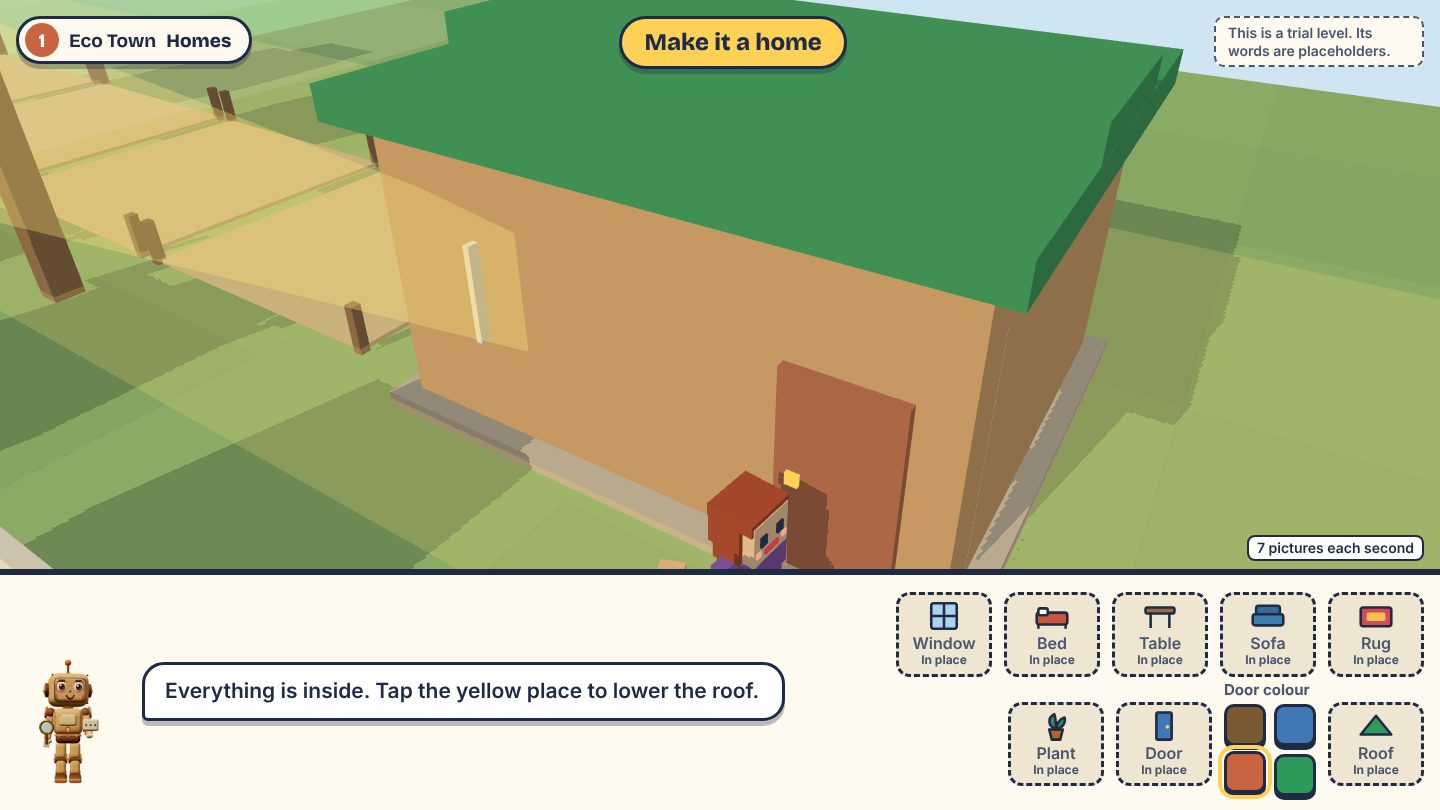 1 Eco Town Homes
Make it a home
This is a trial level. Its
words are placeholders.
7 pictures each second
Everything is inside. Tap the yellow place to lower the roof.
Window
In place
Bed
In place
Table
In place
Sofa
In place
Rug
In place
Plant
In place
Door
In place
Door colour
Roof
In place